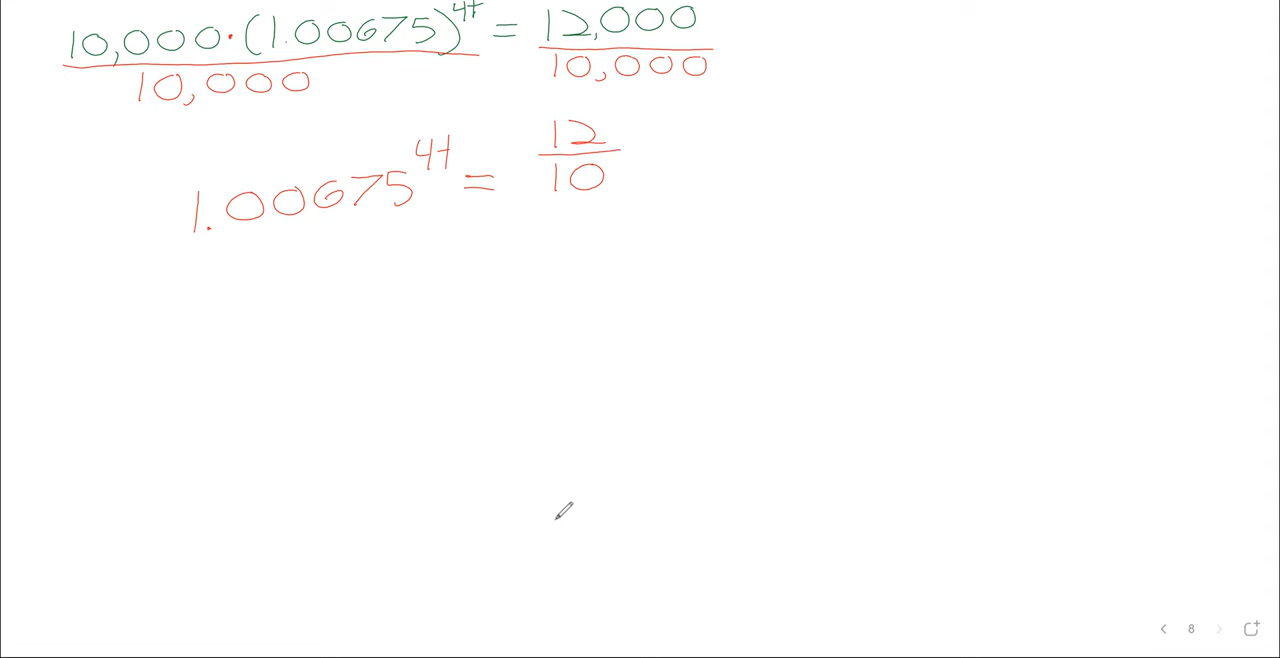 10,000 · (1.00675)^4t = 12,000
10,000 10,000
1.00675^4t = 12/10
8